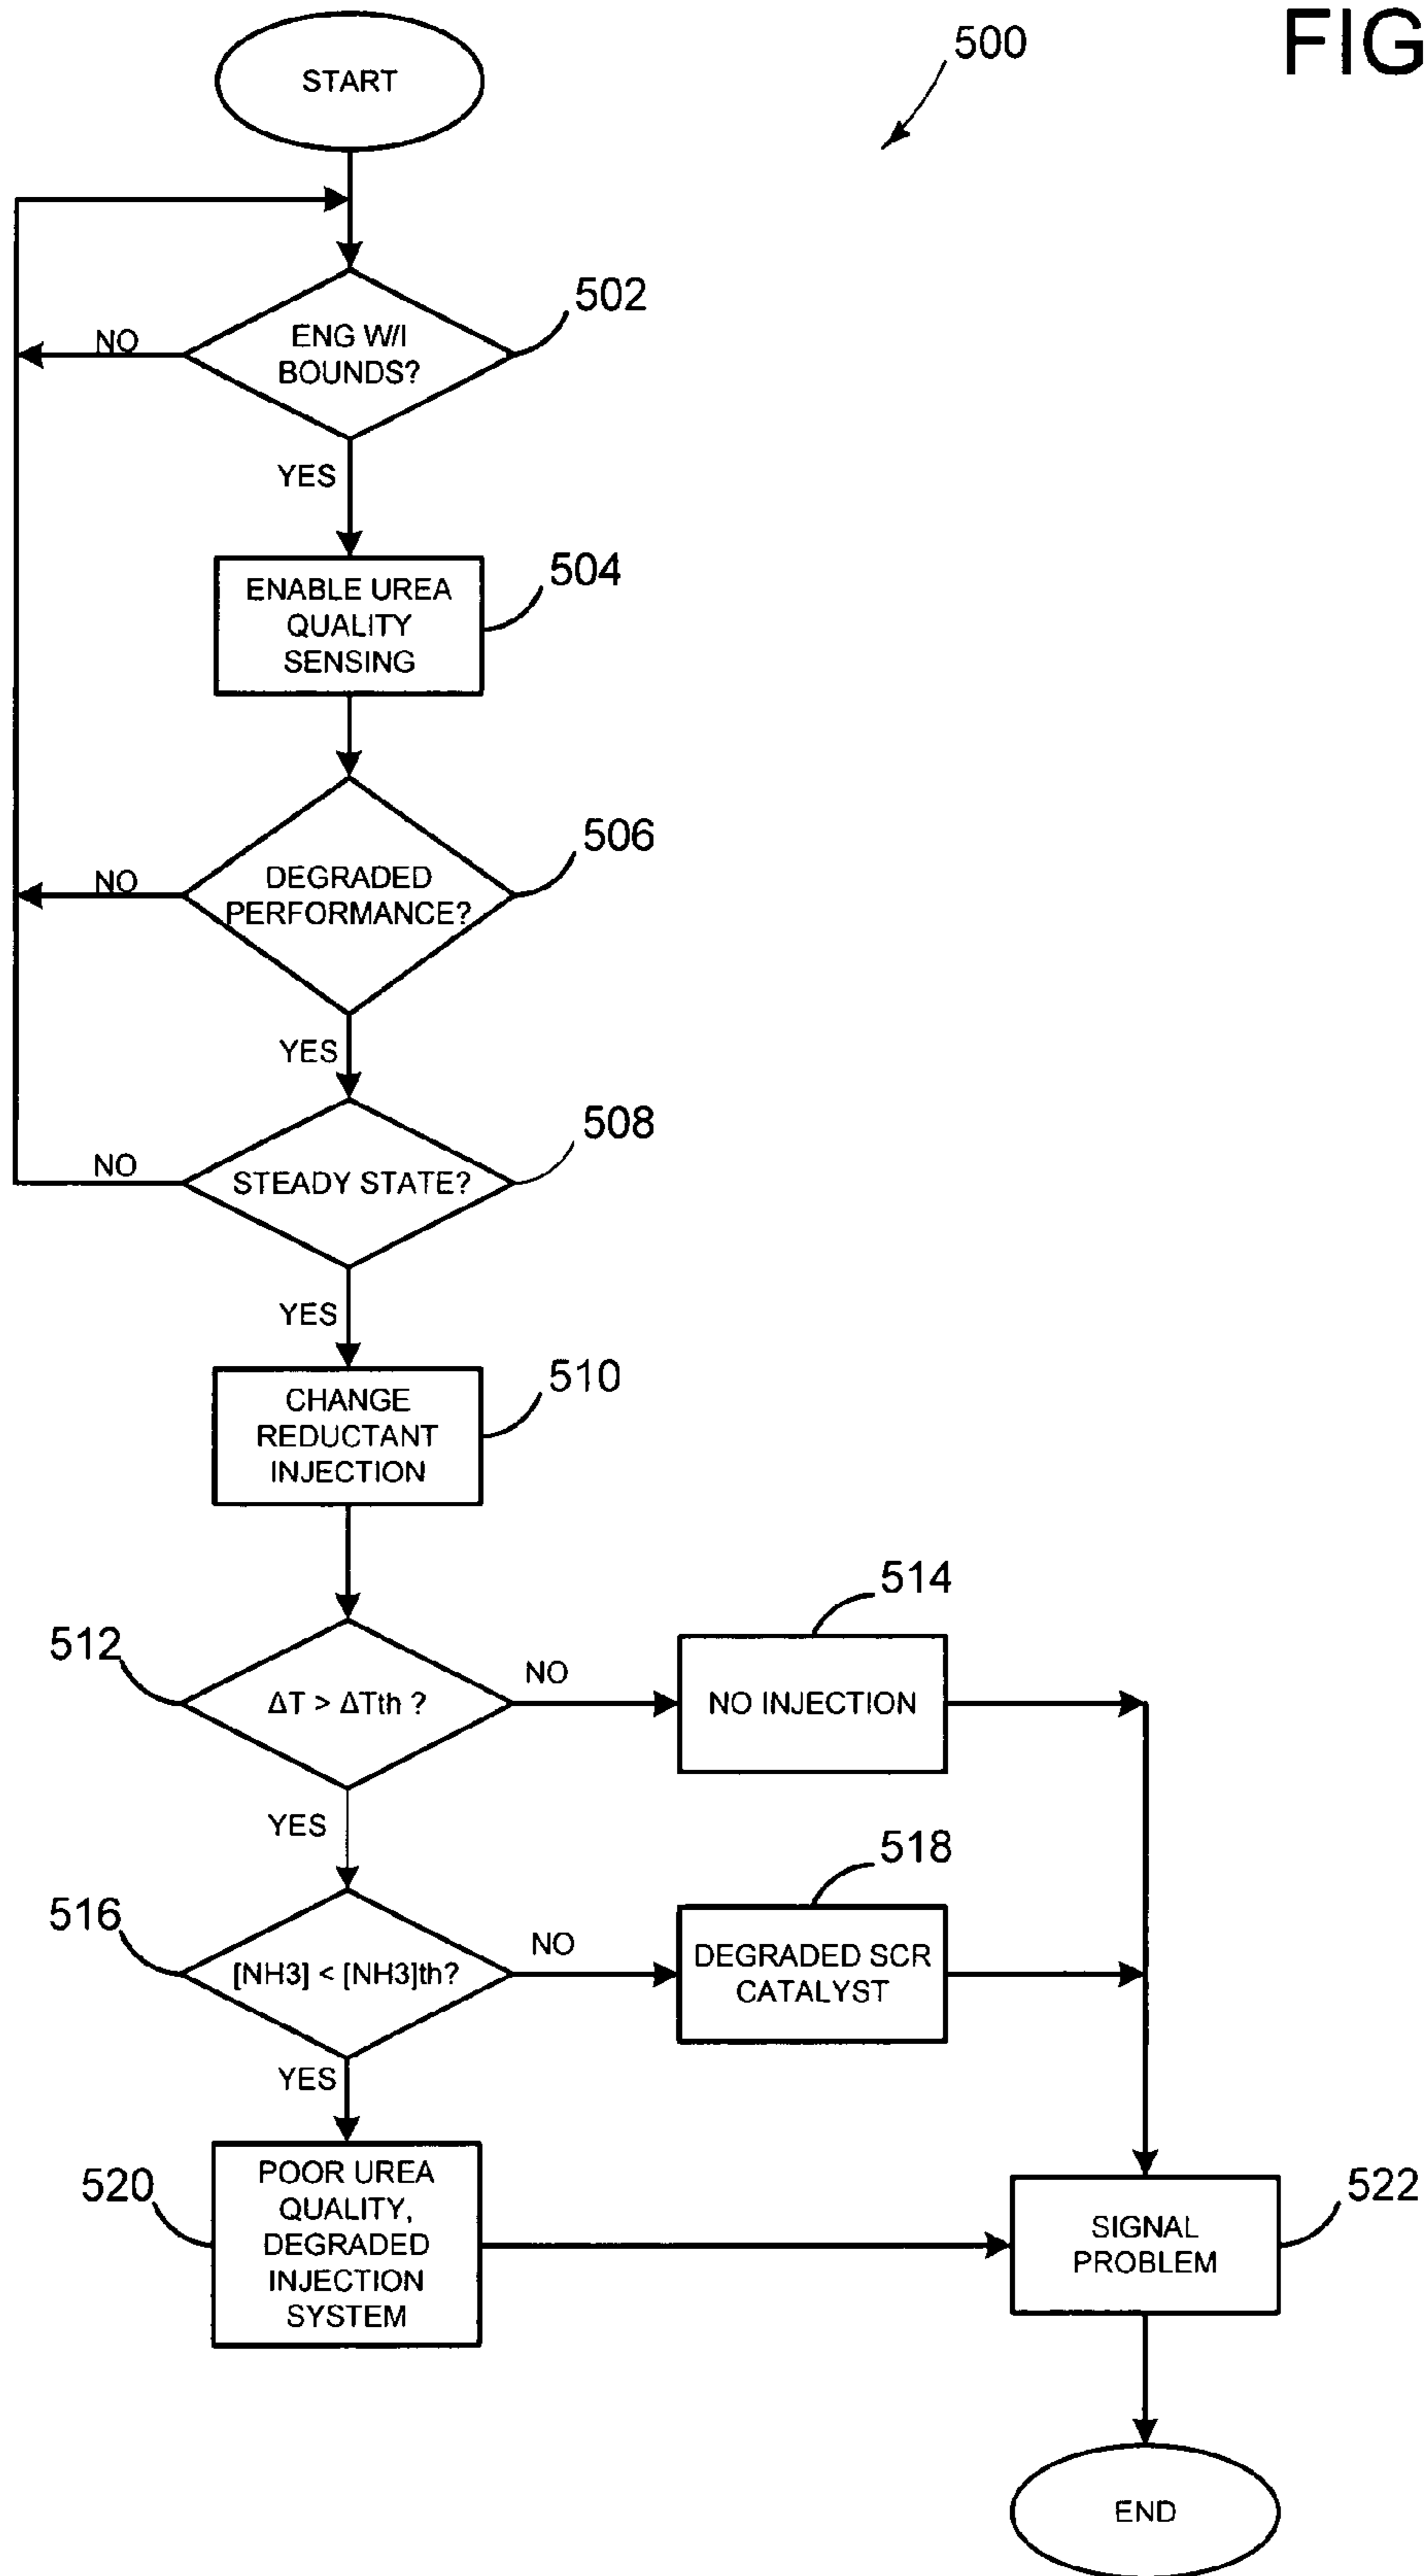 FIG
500
START
502
ENG W/I
BOUNDS?
NO
YES
504
ENABLE UREA
QUALITY
SENSING
506
DEGRADED
PERFORMANCE?
NO
YES
508
STEADY STATE?
NO
YES
510
CHANGE
REDUCTANT
INJECTION
512
ΔT > ΔTth ?
NO
514
NO INJECTION
YES
516
[NH3] < [NH3]th?
NO
518
DEGRADED SCR
CATALYST
YES
520
POOR UREA
QUALITY,
DEGRADED
INJECTION
SYSTEM
522
SIGNAL
PROBLEM
END